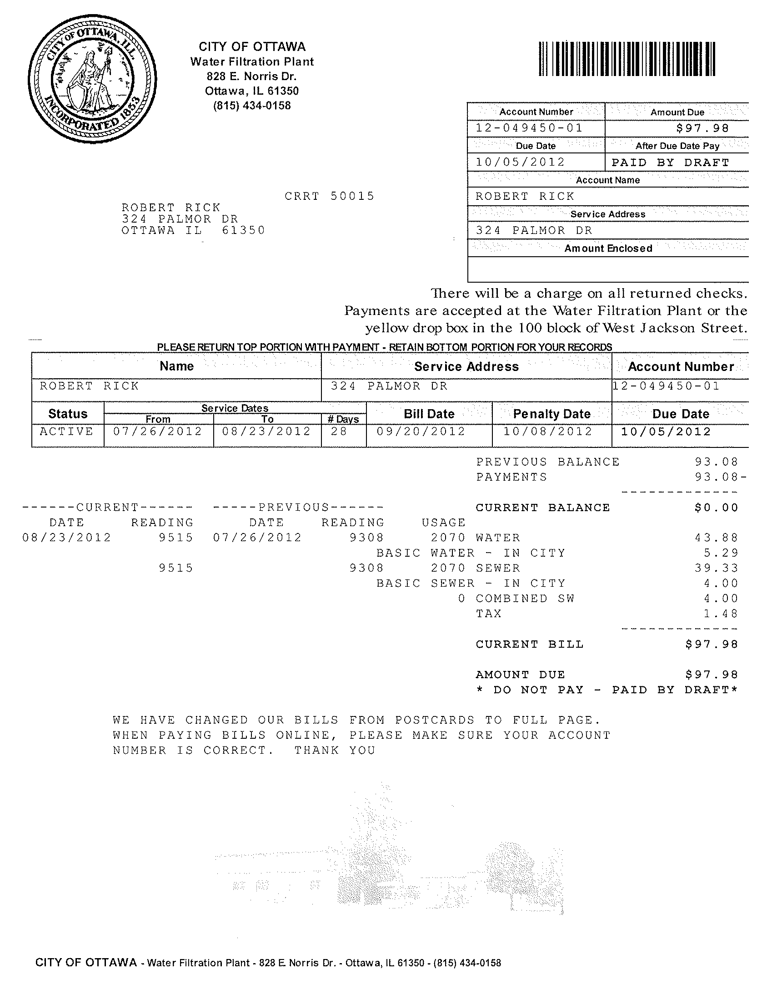 CITY OF OTTAWA, ILL.
INCORPORATED 1853
CITY OF OTTAWA
Water Filtration Plant
828 E. Norris Dr.
Ottawa, IL 61350
(815) 434-0158
Account Number Amount Due
12-049450-01 $97.98
Due Date After Due Date Pay
10/05/2012 PAID BY DRAFT
Account Name
ROBERT RICK
Service Address
324 PALMOR DR
Amount Enclosed
CRRT 50015
ROBERT RICK
324 PALMOR DR
OTTAWA IL 61350
There will be a charge on all returned checks.
Payments are accepted at the Water Filtration Plant or the
yellow drop box in the 100 block of West Jackson Street.
PLEASE RETURN TOP PORTION WITH PAYMENT - RETAIN BOTTOM PORTION FOR YOUR RECORDS
Name Service Address Account Number
ROBERT RICK 324 PALMOR DR 12-049450-01
Status Service Dates Bill Date Penalty Date Due Date
From To # Days
ACTIVE 07/26/2012 08/23/2012 28 09/20/2012 10/08/2012 10/05/2012
PREVIOUS BALANCE 93.08
PAYMENTS 93.08-
-------------
------CURRENT------ -----PREVIOUS------ CURRENT BALANCE $0.00
DATE READING DATE READING USAGE
08/23/2012 9515 07/26/2012 9308 2070 WATER 43.88
BASIC WATER - IN CITY 5.29
9515 9308 2070 SEWER 39.33
BASIC SEWER - IN CITY 4.00
0 COMBINED SW 4.00
TAX 1.48
-------------
CURRENT BILL $97.98
AMOUNT DUE $97.98
* DO NOT PAY - PAID BY DRAFT*
WE HAVE CHANGED OUR BILLS FROM POSTCARDS TO FULL PAGE.
WHEN PAYING BILLS ONLINE, PLEASE MAKE SURE YOUR ACCOUNT
NUMBER IS CORRECT. THANK YOU
CITY OF OTTAWA - Water Filtration Plant - 828 E. Norris Dr. - Ottawa, IL 61350 - (815) 434-0158